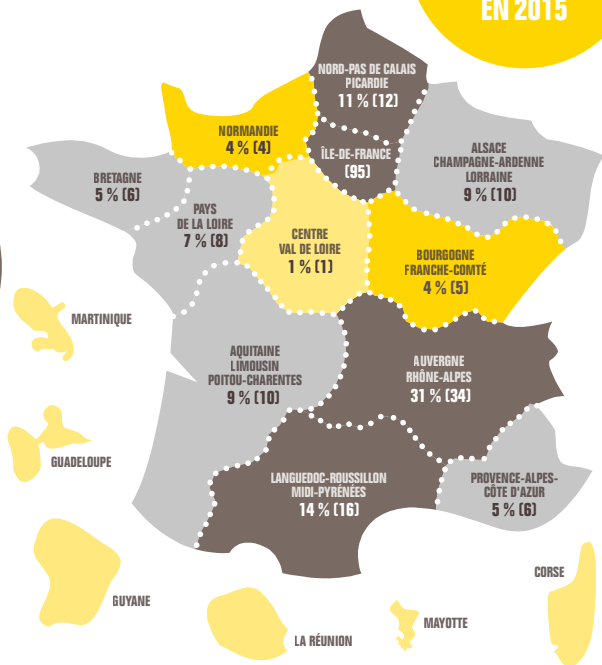 EN 2015
NORD-PAS DE CALAIS
PICARDIE
11 % (12)
NORMANDIE
4 % (4)
ÎLE-DE-FRANCE
(95)
ALSACE
CHAMPAGNE-ARDENNE
LORRAINE
9 % (10)
BRETAGNE
5 % (6)
PAYS
DE LA LOIRE
7 % (8)
CENTRE
VAL DE LOIRE
1 % (1)
BOURGOGNE
FRANCHE-COMTÉ
4 % (5)
MARTINIQUE
AQUITAINE
LIMOUSIN
POITOU-CHARENTES
9 % (10)
AUVERGNE
RHÔNE-ALPES
31 % (34)
GUADELOUPE
LANGUEDOC-ROUSSILLON
MIDI-PYRÉNÉES
14 % (16)
PROVENCE-ALPES-
CÔTE D'AZUR
5 % (6)
CORSE
GUYANE
MAYOTTE
LA RÉUNION